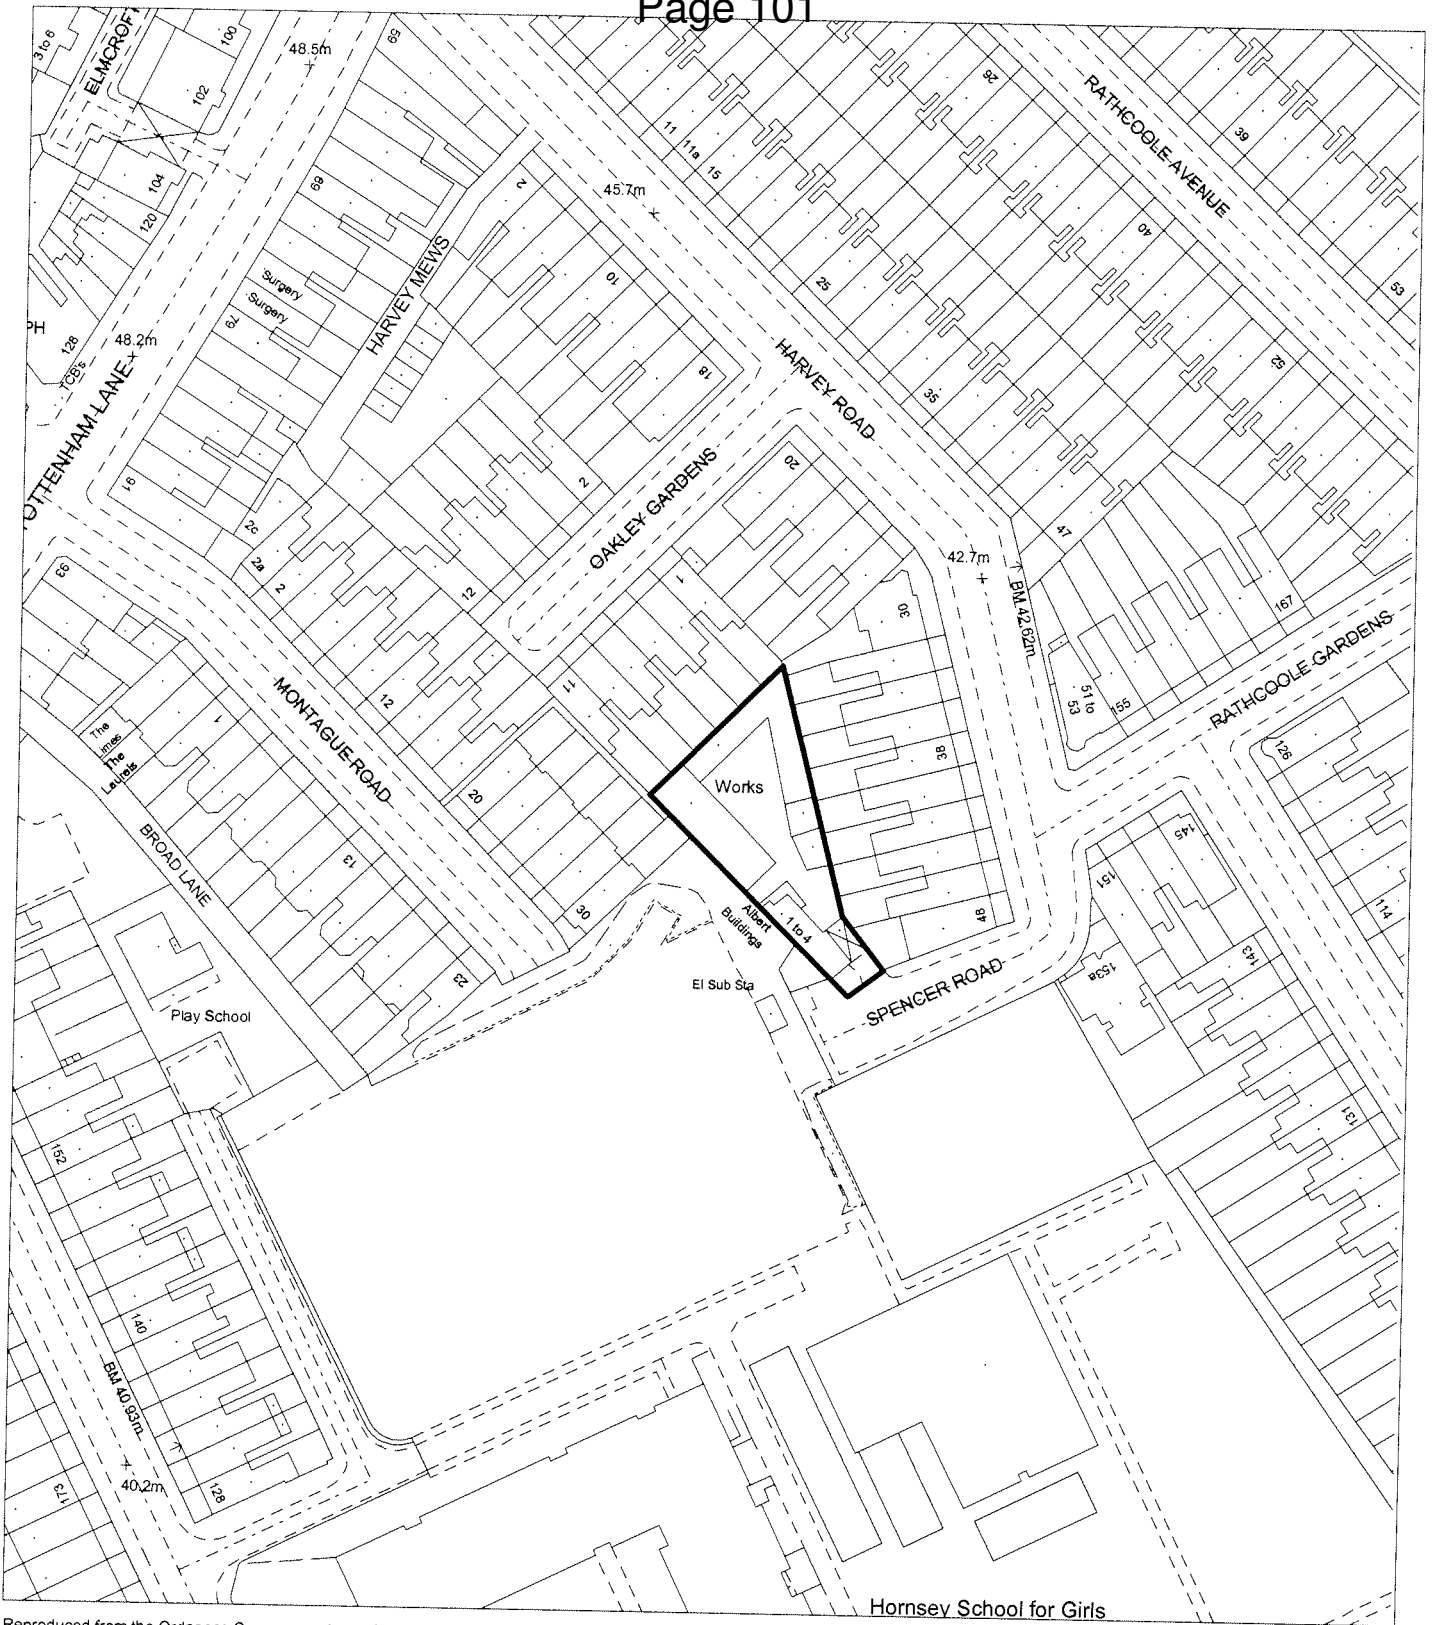 Page 101
3 to 6
ELMCROFT
100
102
48.5m
69
104
120
69
2
11
11a
15
26
RATHCOOLE AVENUE
39
45.7m
HARVEY MEWS
10
Surgery
Surgery
79
PH
128
TCB's
48.2m
25
40
53
18
HARVEY ROAD
35
52
OTTENHAM LANE
91
2c
2a
2
2
OAKLEY GARDENS
20
47
42.7m
BM 42.62m
93
12
1
30
167
12
11
51 to
53
155
RATHCOOLE GARDENS
MONTAGUE ROAD
The
Limes
The
Laurels
1
20
Works
38
126
BROAD LANE
13
145
151
30
Albert
Buildings
1 to 4
48
114
23
El Sub Sta
SPENCER ROAD
153a
143
Play School
152
131
140
BM 40.93m
40.2m
173
128
Hornsey School for Girls